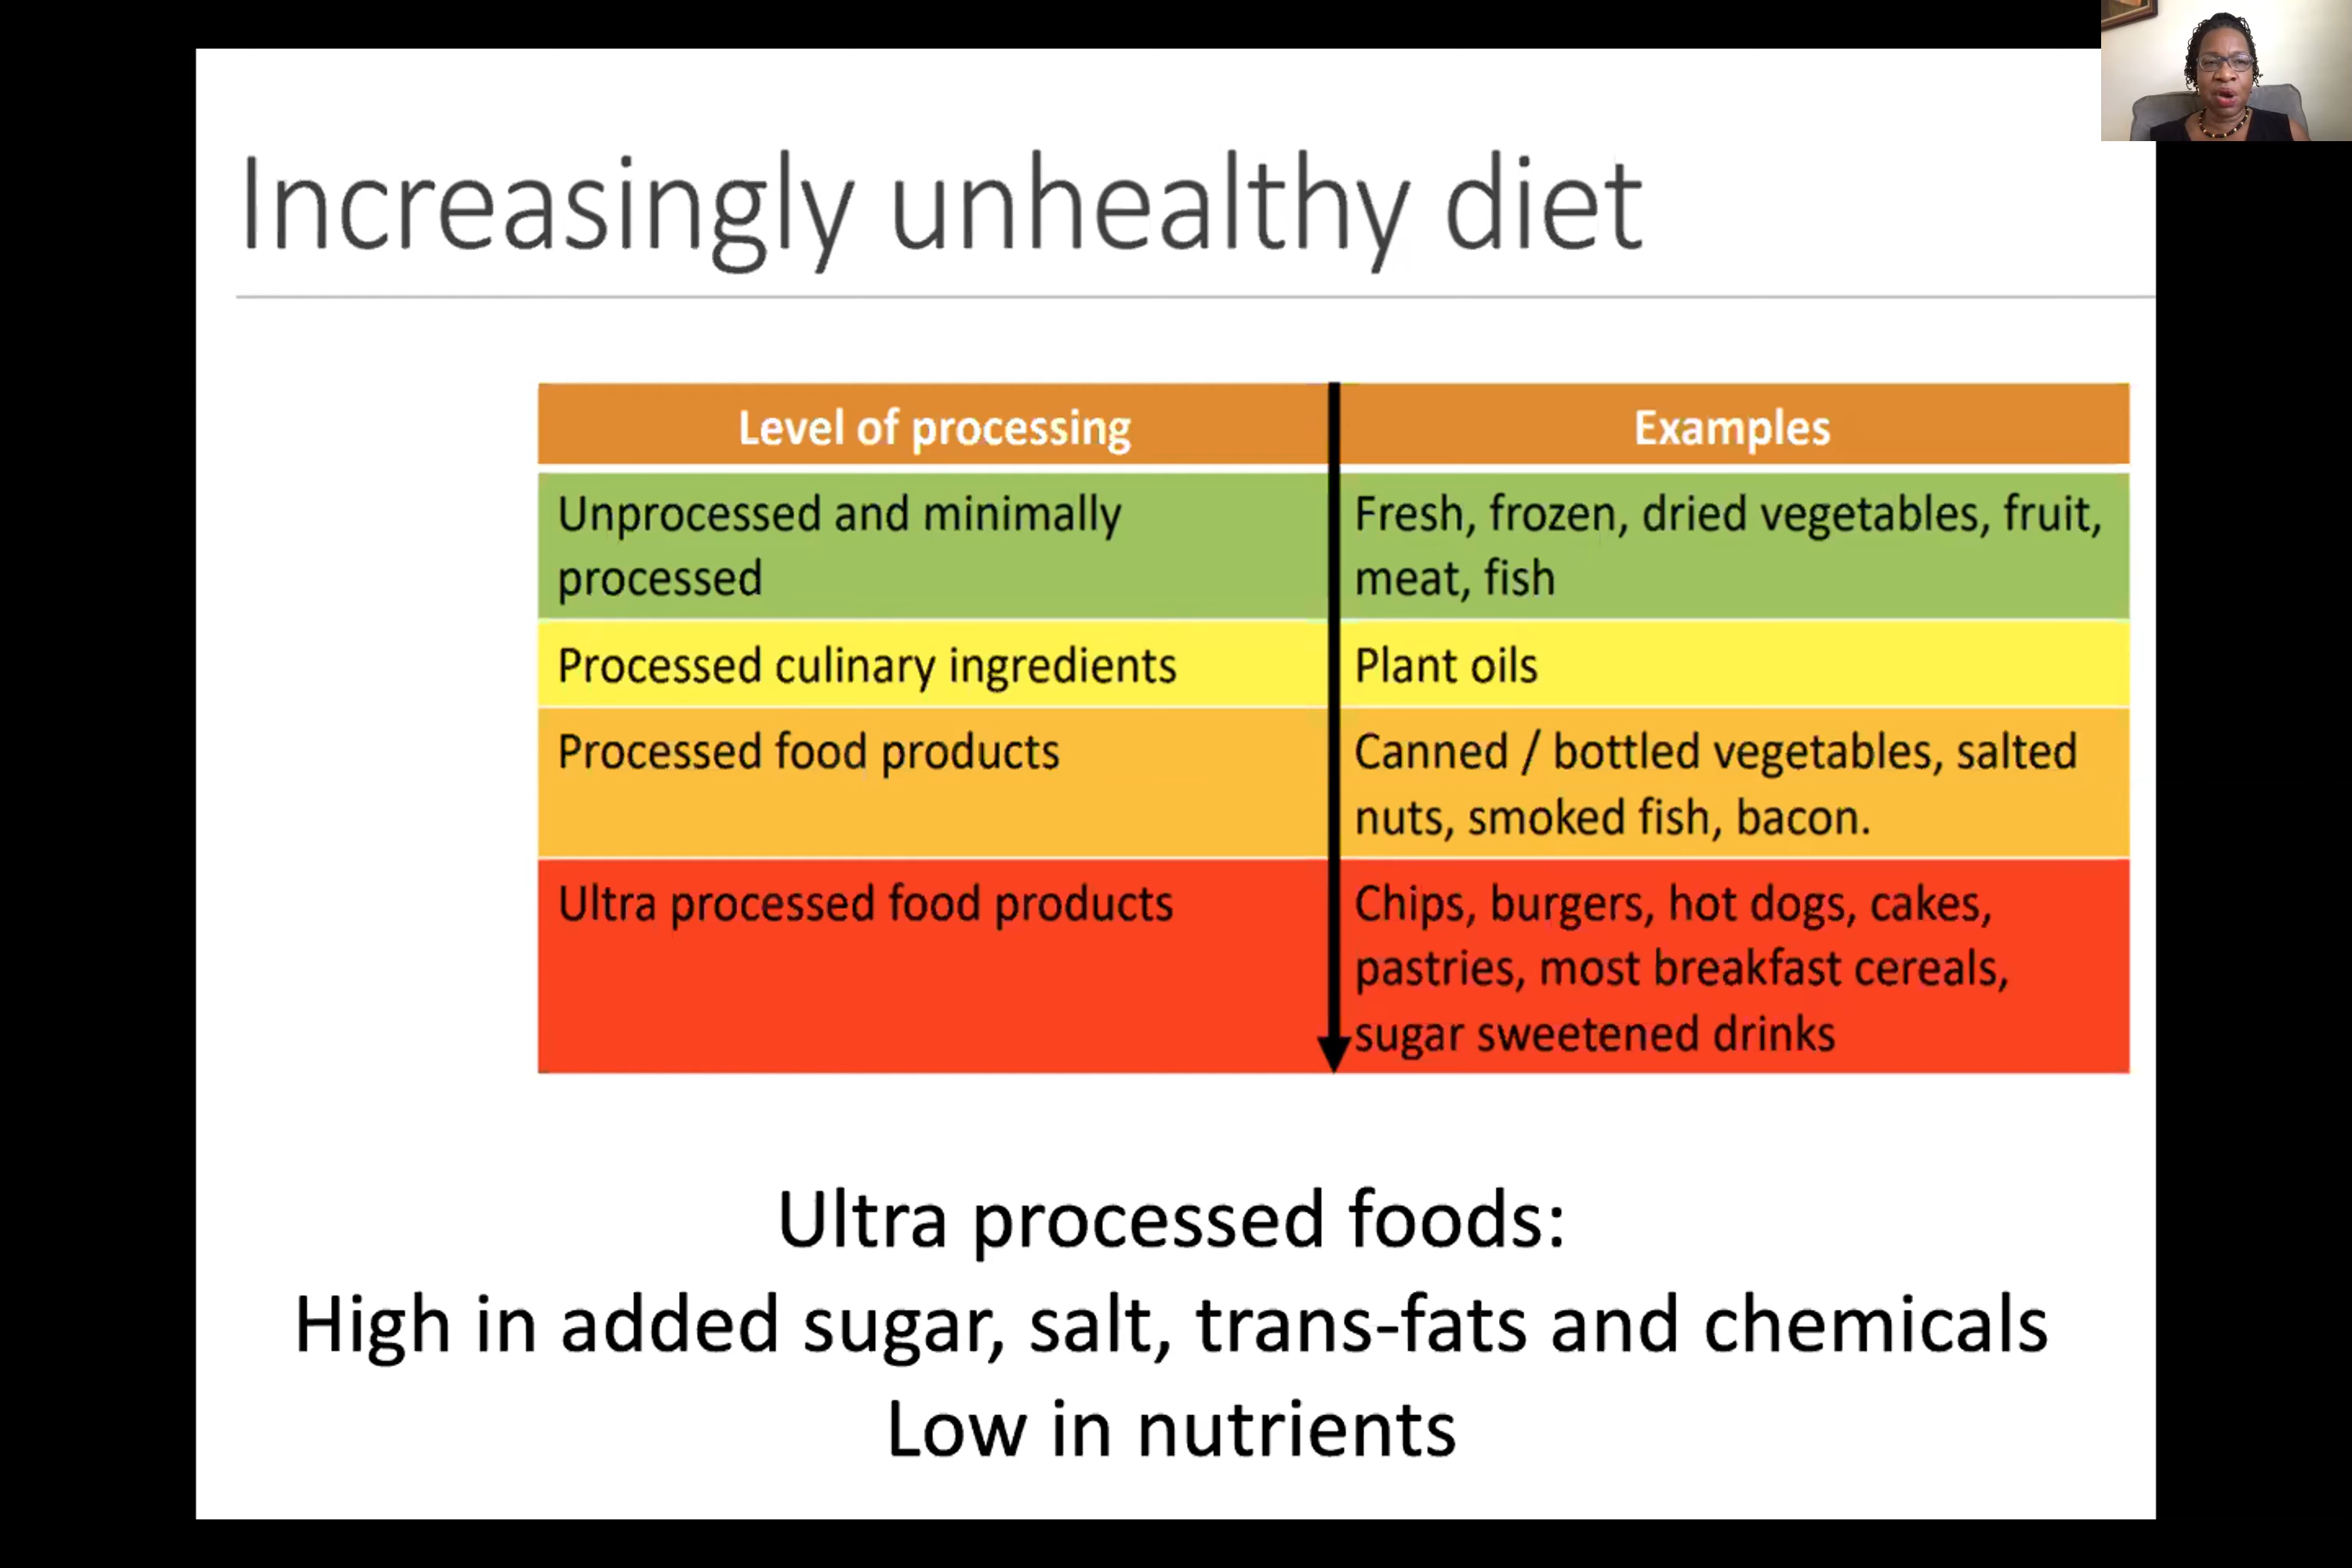 Increasingly unhealthy diet
Level of processing
Examples
Unprocessed and minimally
processed
Fresh, frozen, dried vegetables, fruit,
meat, fish
Processed culinary ingredients
Plant oils
Processed food products
Canned / bottled vegetables, salted
nuts, smoked fish, bacon.
Ultra processed food products
Chips, burgers, hot dogs, cakes,
pastries, most breakfast cereals,
sugar sweetened drinks
Ultra processed foods:
High in added sugar, salt, trans-fats and chemicals
Low in nutrients